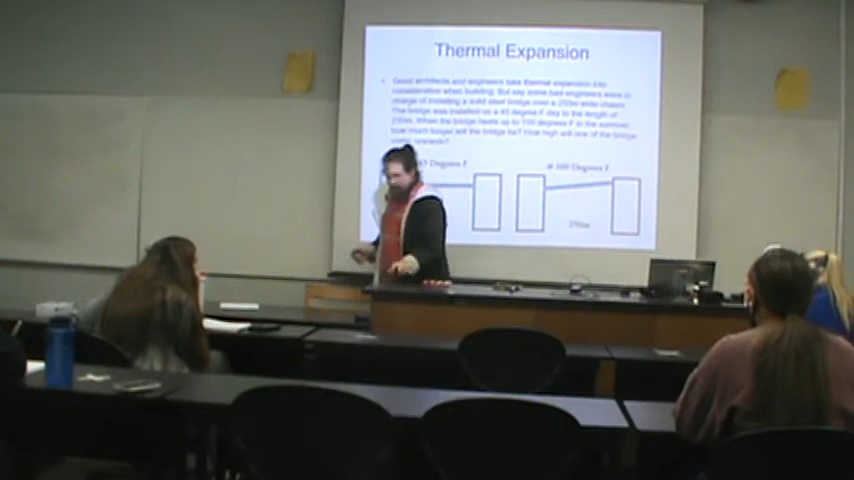 Thermal Expansion
• Good architects and engineers take thermal expansion into
consideration when building. But say some bad engineers were in
charge of installing a solid steel bridge over a 250m wide chasm.
The bridge was installed on a 45 degree F day to the length of
250m. When the bridge heats up to 100 degrees F in the summer,
how much longer will the bridge be? How high will one of the bridge
Degrees F
@ 100 Degrees F
250m